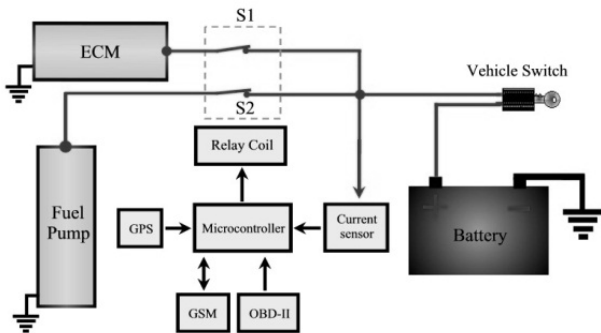 S1
ECM
Vehicle Switch
S2
Relay Coil
Fuel
Pump
GPS
Microcontroller
Current
sensor
+ −
Battery
GSM
OBD-II